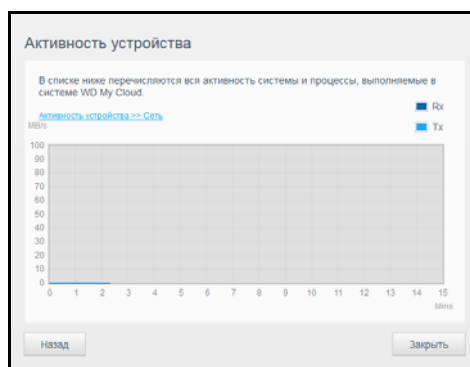 Активность устройства
В списке ниже перечисляются вся активность системы и процессы, выполняемые в
системе WD My Cloud.
Rx
Активность устройства >> Сеть
MB/s
Tx
100
90
80
70
60
50
40
30
20
10
0
0 1 2 3 4 5 6 7 8 9 10 11 12 13 14 15
Mins
Назад
Закрыть